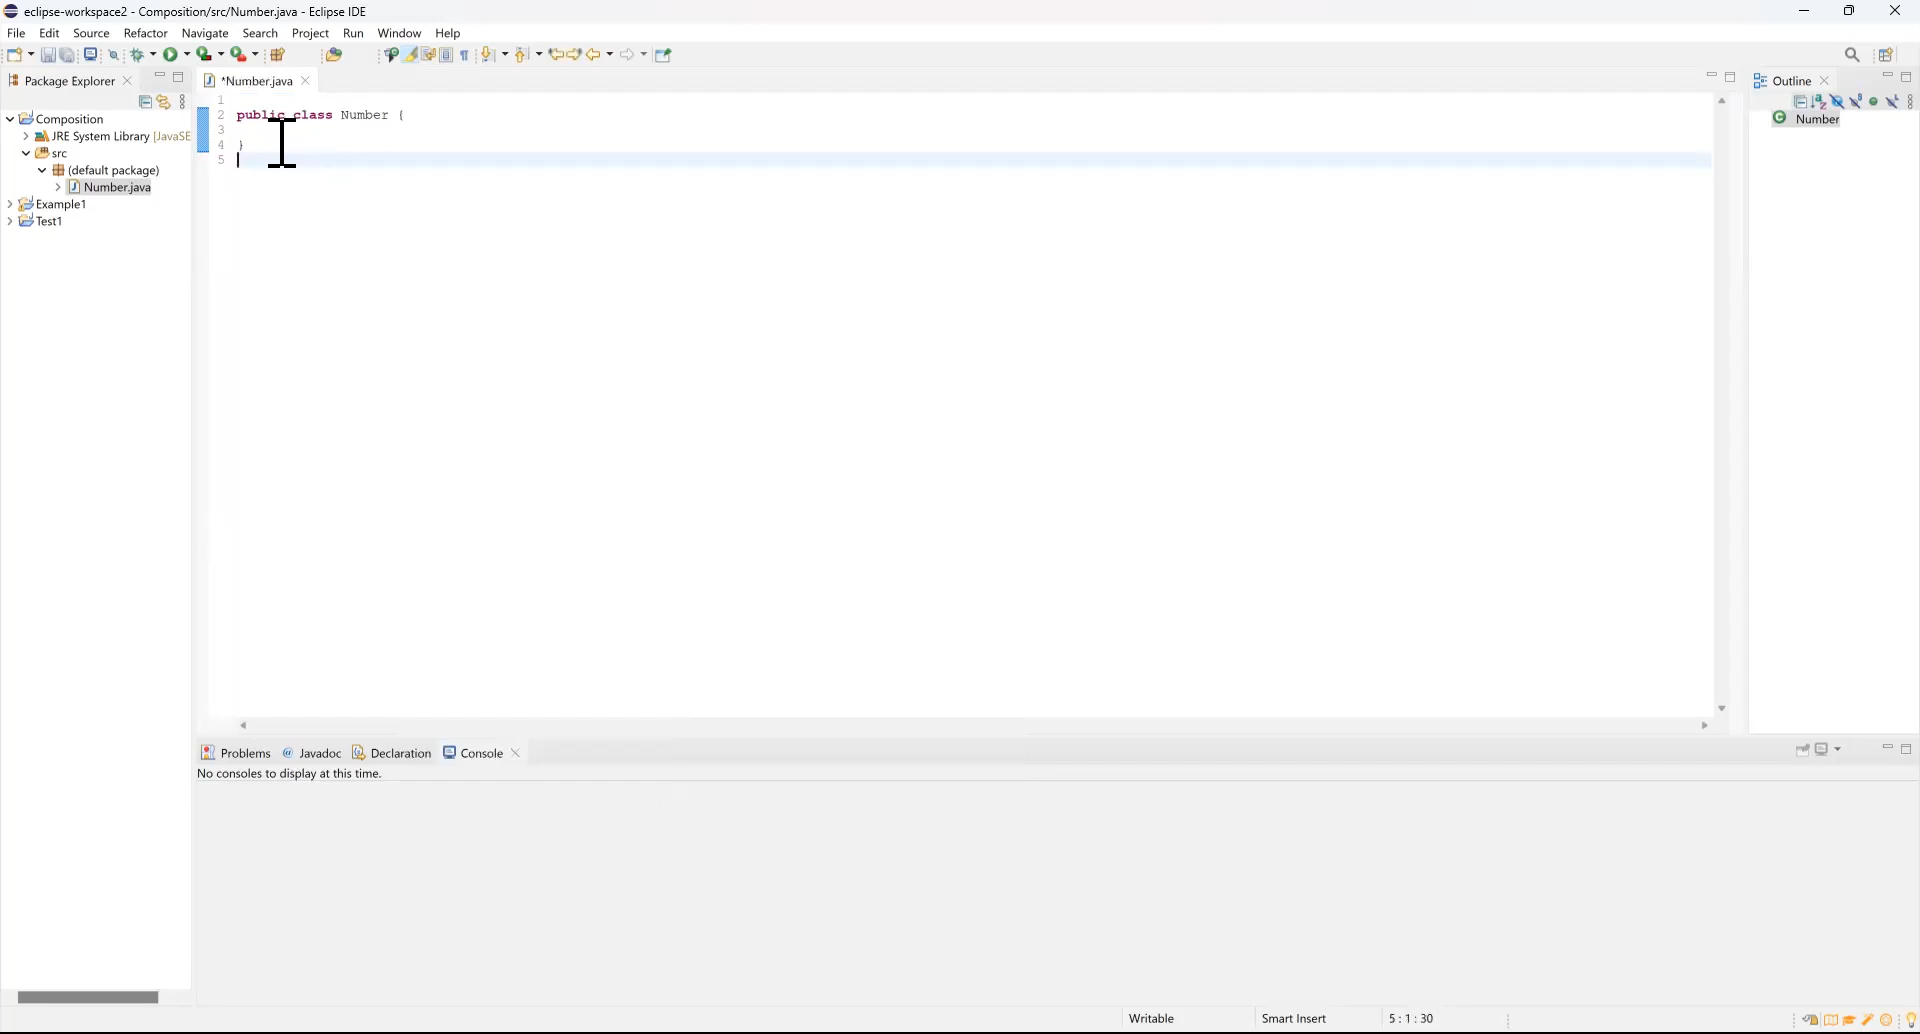 eclipse-workspace2 - Composition/src/Number.java - Eclipse IDE
File Edit Source Refactor Navigate Search Project Run Window Help
Package Explorer
*Number.java
Outline
Composition
JRE System Library [JavaSE
src
(default package)
Number.java
Example1
Test1
1
2 public class Number {
3
4 }
5
Number
Problems Javadoc Declaration Console
No consoles to display at this time.
Writable Smart Insert 5 : 1 : 30